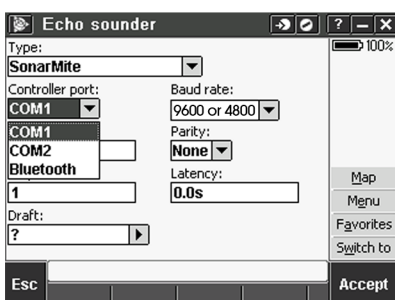 Echo sounder
? – X
100%
Type:
SonarMite
Controller port:
Baud rate:
COM1
9600 or 4800
COM1
COM2
Bluetooth
Parity:
None
Latency:
1
0.0s
Draft:
?
Map
Menu
Favorites
Switch to
Esc
Accept